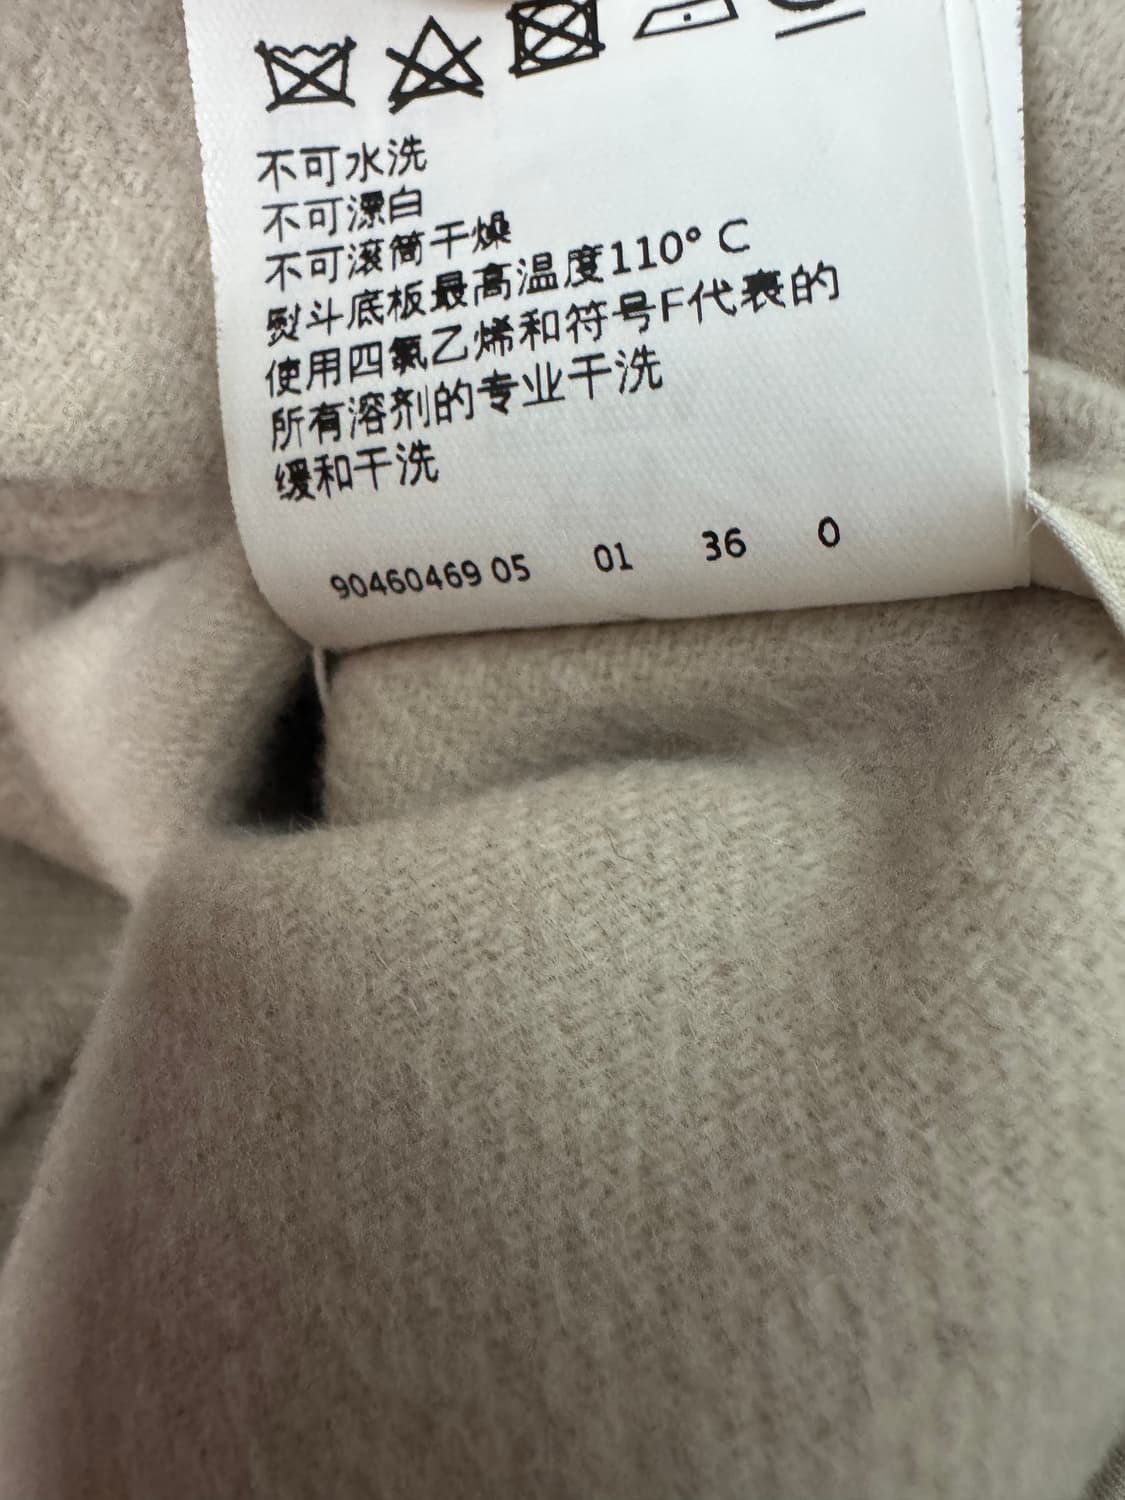 不可水洗
不可漂白
不可滚筒干燥
熨斗底板最高温度110° C
使用四氯乙烯和符号F代表的
所有溶剂的专业干洗
缓和干洗
90460469 05 01 36 0